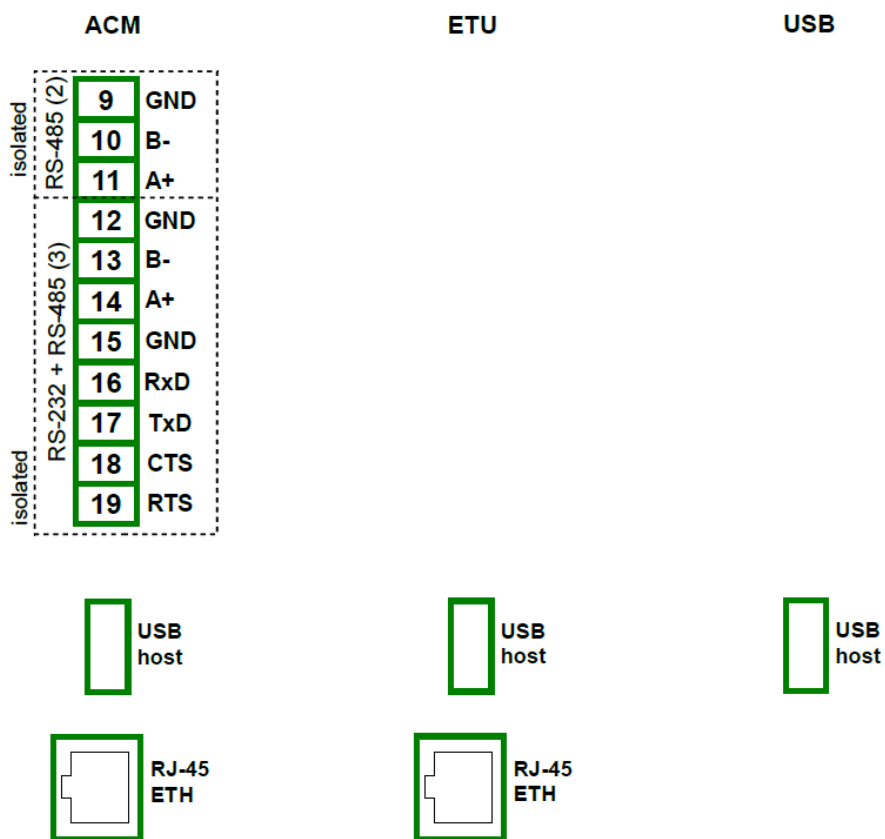 ACM
ETU
USB
isolated
RS-485 (2)
9 GND
10 B-
11 A+
isolated
RS-232 + RS-485 (3)
12 GND
13 B-
14 A+
15 GND
16 RxD
17 TxD
18 CTS
19 RTS
USB
host
USB
host
USB
host
RJ-45
ETH
RJ-45
ETH